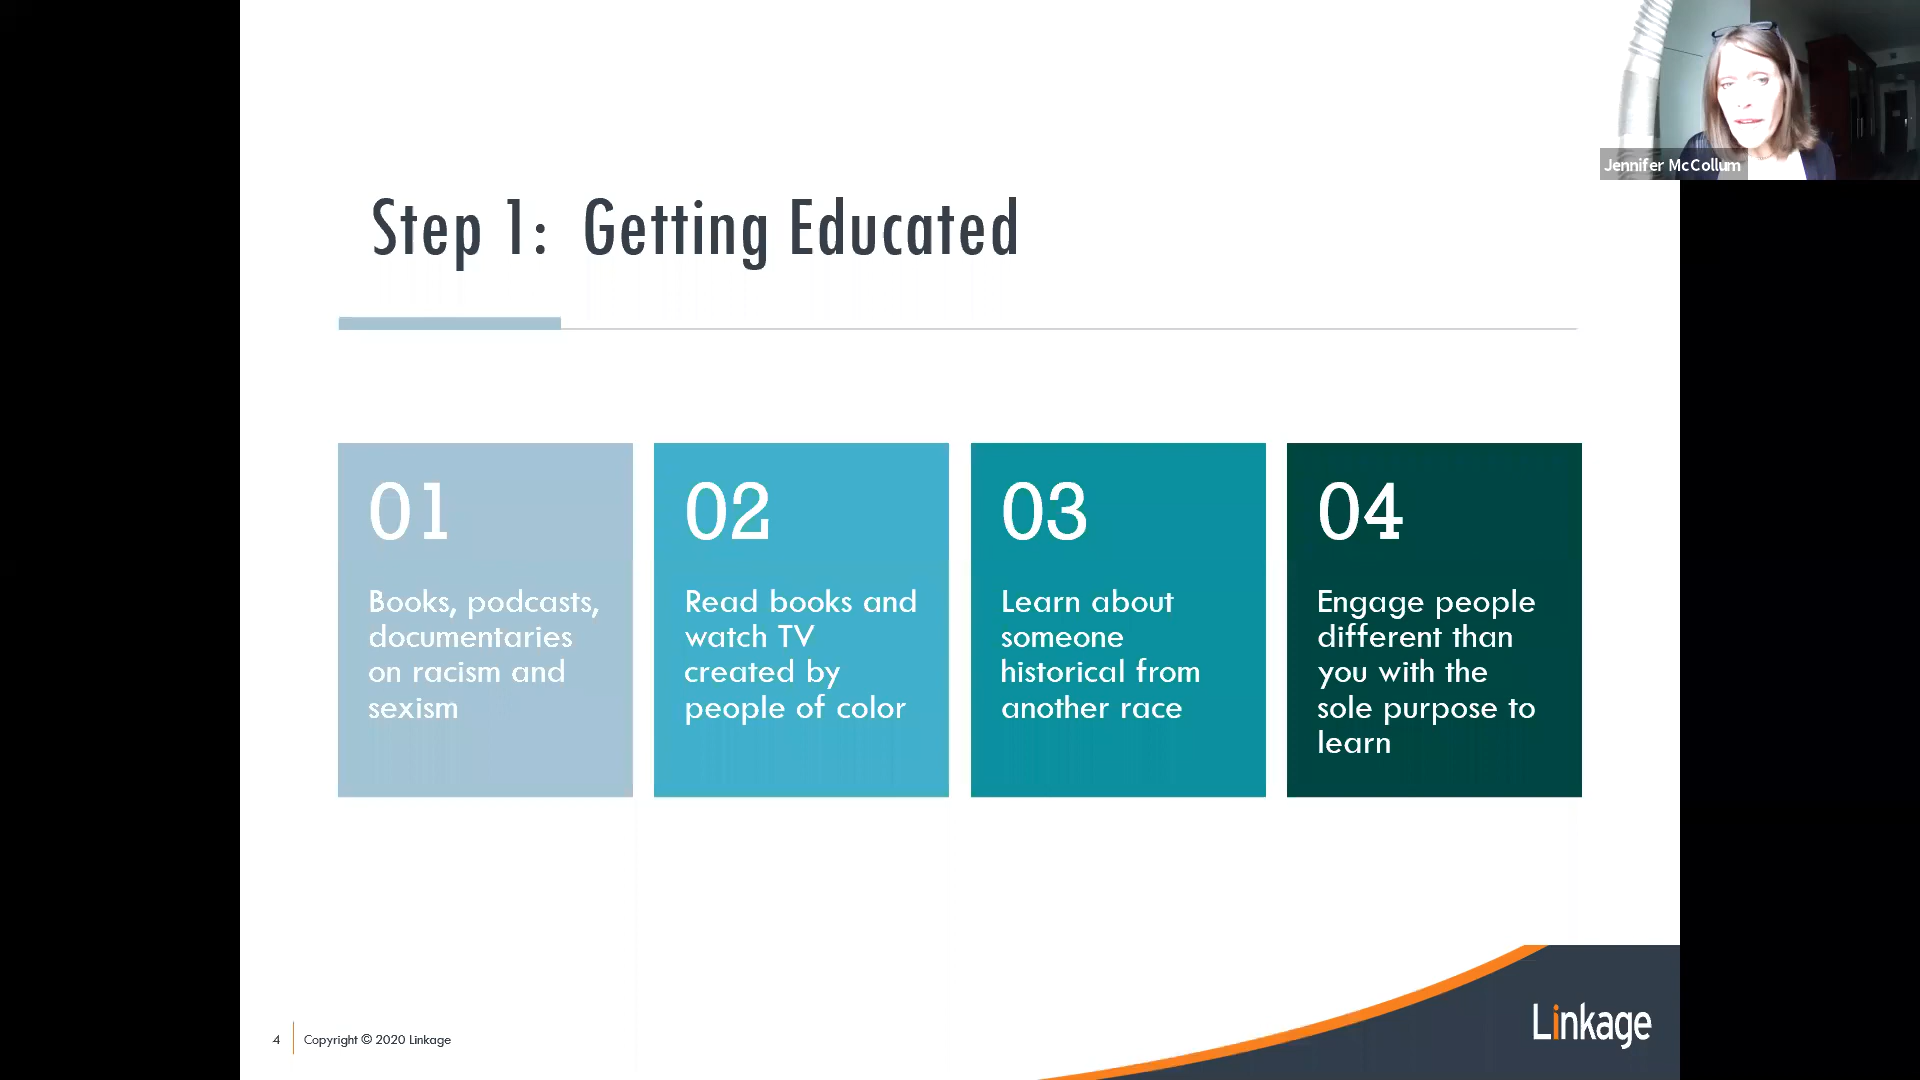 Jennifer McCollum
Step 1: Getting Educated
01
Books, podcasts,
documentaries
on racism and
sexism
02
Read books and
watch TV
created by
people of color
03
Learn about
someone
historical from
another race
04
Engage people
different than
you with the
sole purpose to
learn
4
Copyright © 2020 Linkage
Linkage